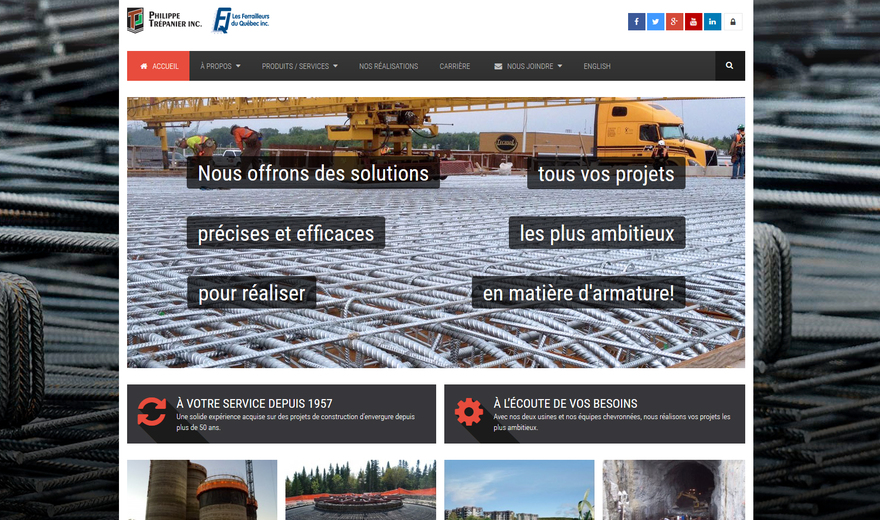 PHILIPPE
TRÉPANIER INC.
Les Ferrailleurs
du Québec inc.
ACCUEIL
À PROPOS
PRODUITS / SERVICES
NOS RÉALISATIONS
CARRIÈRE
NOUS JOINDRE
ENGLISH
Nous offrons des solutions
tous vos projets
précises et efficaces
les plus ambitieux
pour réaliser
en matière d'armature!
À VOTRE SERVICE DEPUIS 1957
Une solide expérience acquise sur des projets de construction d'envergure depuis
plus de 50 ans.
À L'ÉCOUTE DE VOS BESOINS
Avec nos deux usines et nos équipes chevronnées, nous réalisons vos projets les
plus ambitieux.